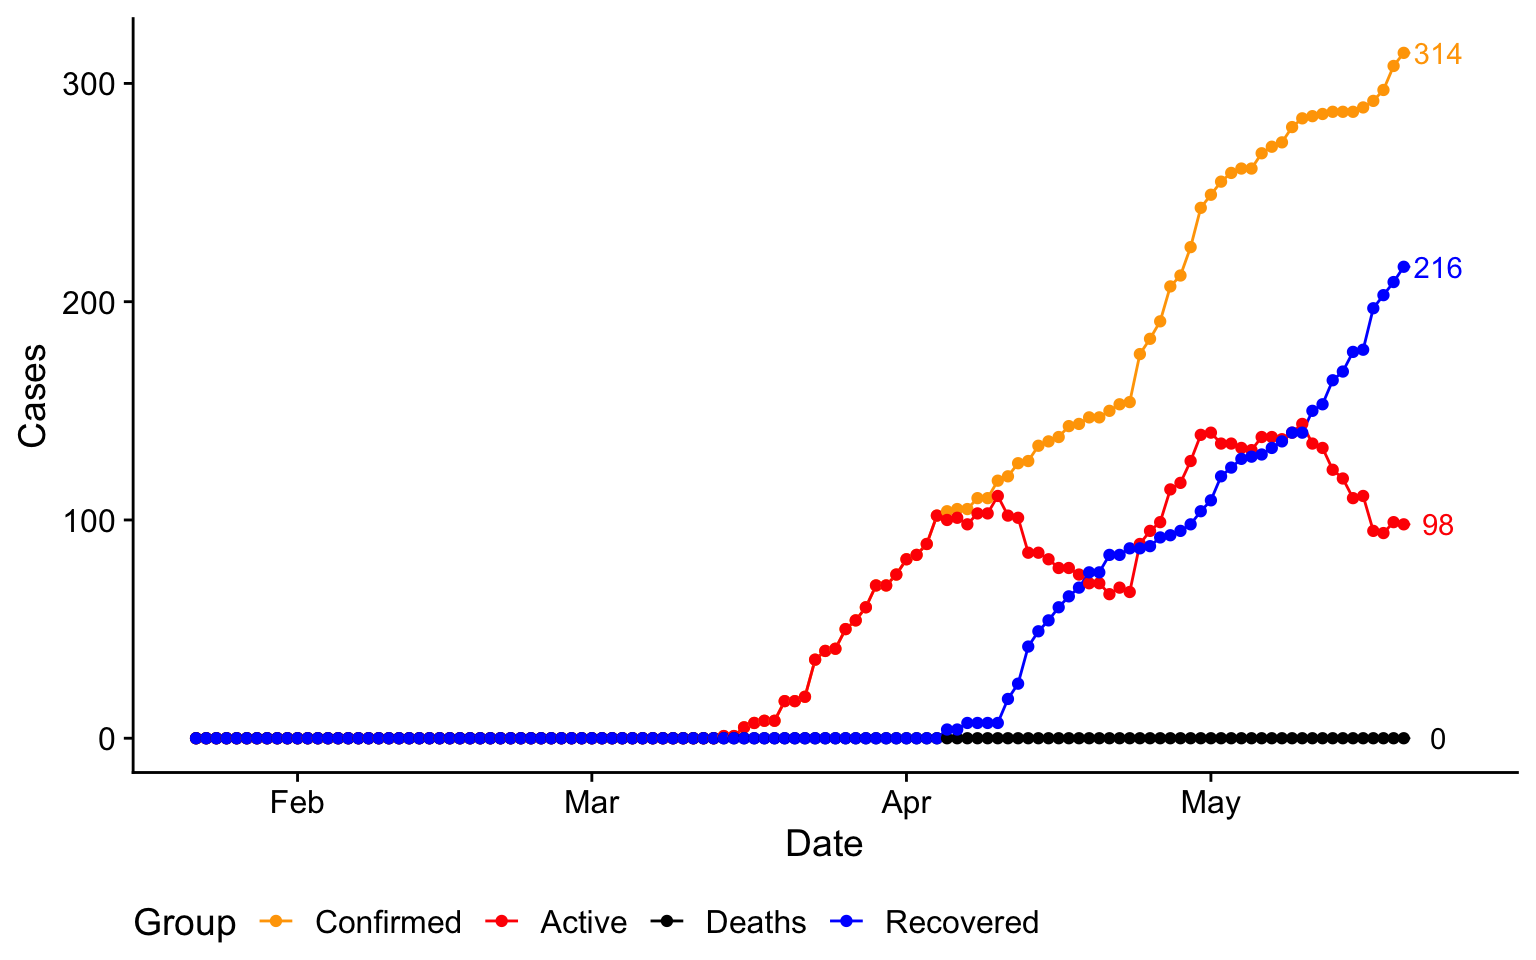 314
300
216
200
Cases
100
98
0
0
Feb Mar Apr May
Date
Group Confirmed Active Deaths Recovered